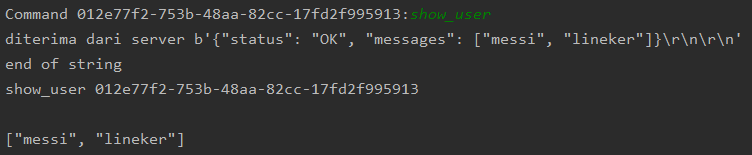 Command 012e77f2-753b-48aa-82cc-17fd2f995913:show_user
diterima dari server b'{"status": "OK", "messages": ["messi", "lineker"]}\r\n\r\n'
end of string
show_user 012e77f2-753b-48aa-82cc-17fd2f995913
["messi", "lineker"]